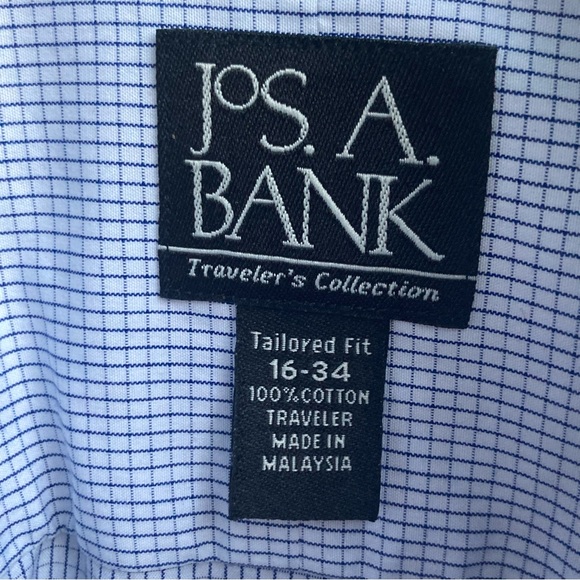 JoS. A.
BANK
Traveler's Collection
Tailored Fit
16-34
100% COTTON
TRAVELER
MADE IN
MALAYSIA